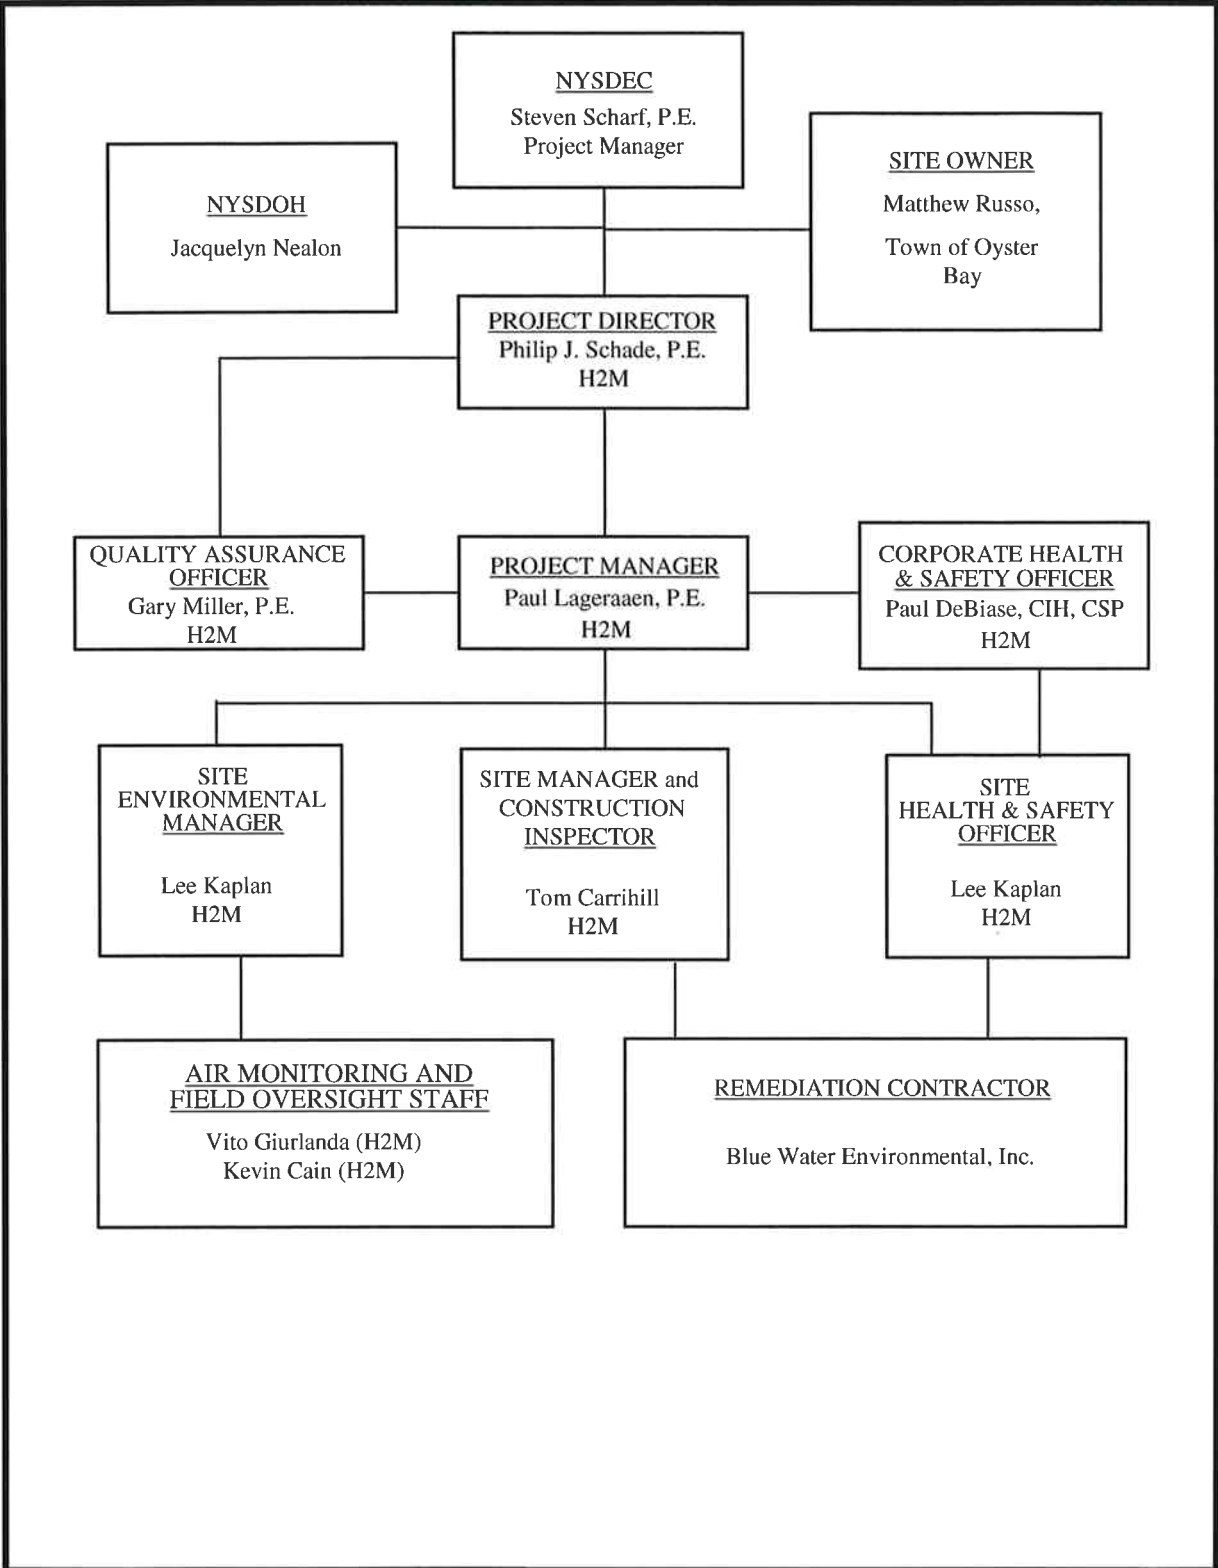 NYSDEC
Steven Scharf, P.E.
Project Manager
NYSDOH
Jacquelyn Nealon
SITE OWNER
Matthew Russo,
Town of Oyster
Bay
PROJECT DIRECTOR
Philip J. Schade, P.E.
H2M
QUALITY ASSURANCE
OFFICER
Gary Miller, P.E.
H2M
PROJECT MANAGER
Paul Lageraaen, P.E.
H2M
CORPORATE HEALTH
& SAFETY OFFICER
Paul DeBiase, CIH, CSP
H2M
SITE
ENVIRONMENTAL
MANAGER
Lee Kaplan
H2M
SITE MANAGER and
CONSTRUCTION
INSPECTOR
Tom Carrihill
H2M
SITE
HEALTH & SAFETY
OFFICER
Lee Kaplan
H2M
AIR MONITORING AND
FIELD OVERSIGHT STAFF
Vito Giurlanda (H2M)
Kevin Cain (H2M)
REMEDIATION CONTRACTOR
Blue Water Environmental, Inc.